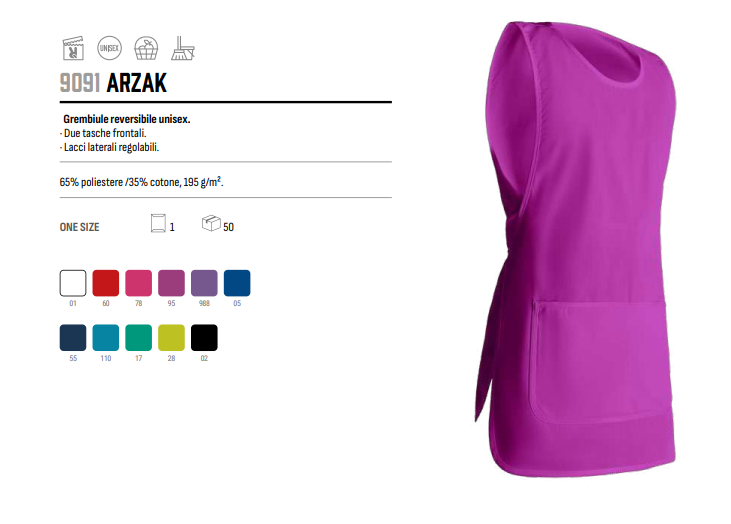 UNISEX
9091 ARZAK
Grembiule reversibile unisex.
· Due tasche frontali.
· Lacci laterali regolabili.
65% poliestere /35% cotone, 195 g/m².
ONE SIZE 1 50
01 60 78 95 988 05
55 110 17 28 02